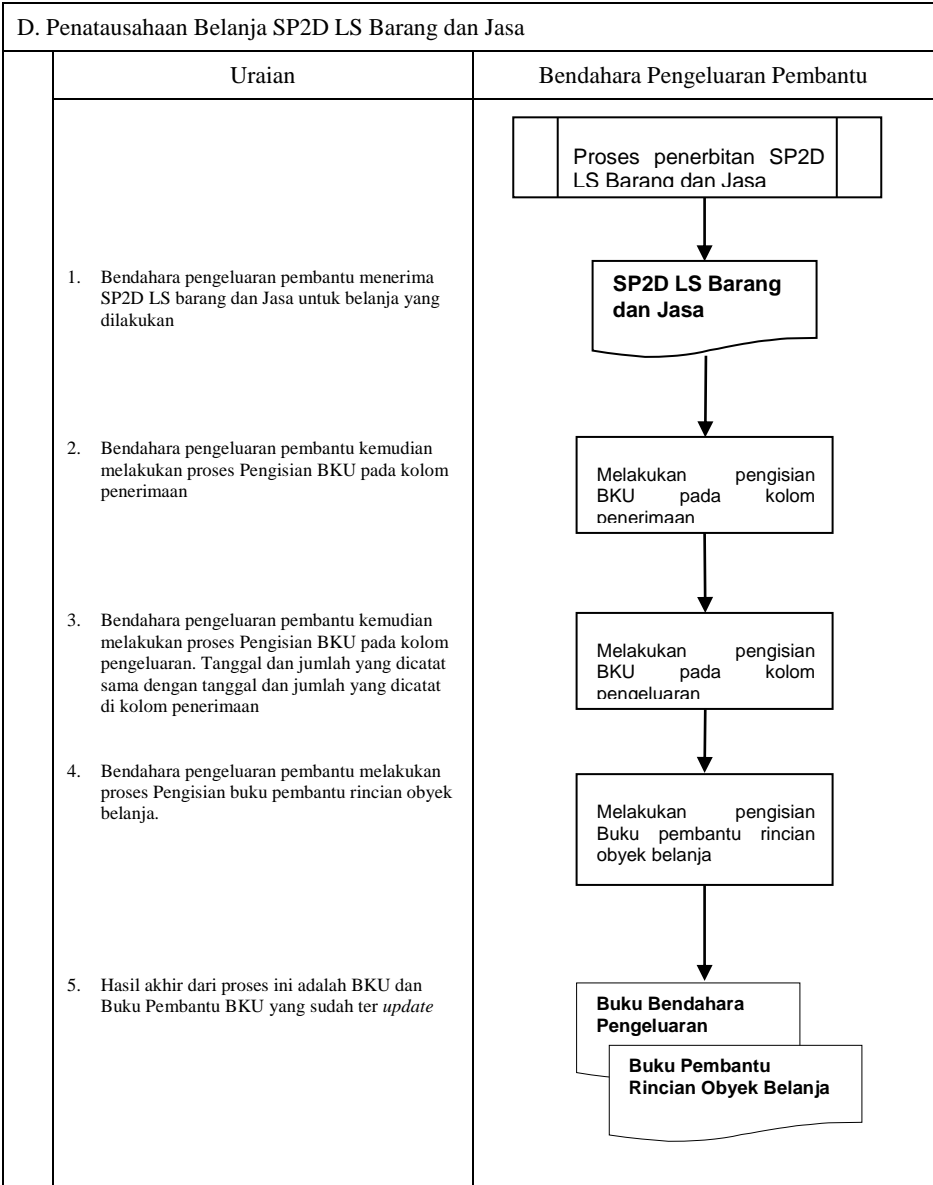 D. Penatausahaan Belanja SP2D LS Barang dan Jasa
Uraian
Bendahara Pengeluaran Pembantu
Proses penerbitan SP2D
LS Barang dan Jasa
1. Bendahara pengeluaran pembantu menerima
SP2D LS barang dan Jasa untuk belanja yang
dilakukan
SP2D LS Barang
dan Jasa
2. Bendahara pengeluaran pembantu kemudian
melakukan proses Pengisian BKU pada kolom
penerimaan
Melakukan pengisian
BKU pada kolom
penerimaan
3. Bendahara pengeluaran pembantu kemudian
melakukan proses Pengisian BKU pada kolom
pengeluaran. Tanggal dan jumlah yang dicatat
sama dengan tanggal dan jumlah yang dicatat
di kolom penerimaan
Melakukan pengisian
BKU pada kolom
pengeluaran
4. Bendahara pengeluaran pembantu melakukan
proses Pengisian buku pembantu rincian obyek
belanja.
Melakukan pengisian
Buku pembantu rincian
obyek belanja
5. Hasil akhir dari proses ini adalah BKU dan
Buku Pembantu BKU yang sudah ter update
Buku Bendahara
Pengeluaran
Buku Pembantu
Rincian Obyek Belanja